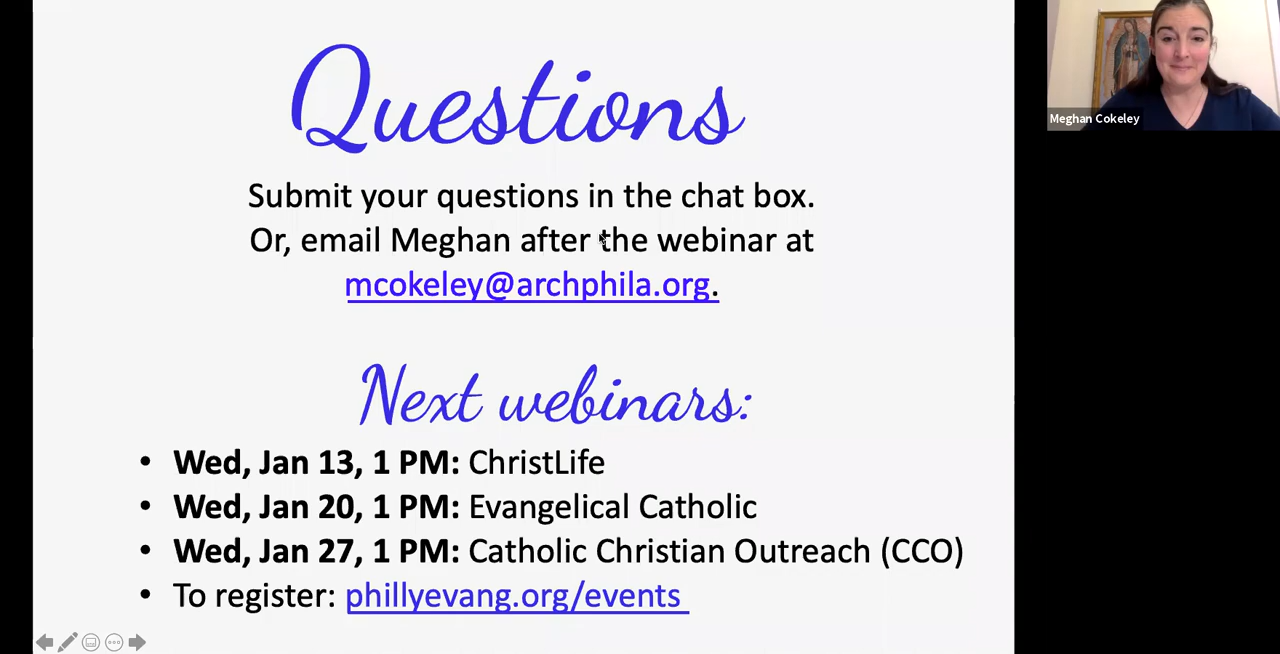 Questions
Submit your questions in the chat box.
Or, email Meghan after the webinar at
mcokeley@archphila.org.
Next webinars:
• Wed, Jan 13, 1 PM: ChristLife
• Wed, Jan 20, 1 PM: Evangelical Catholic
• Wed, Jan 27, 1 PM: Catholic Christian Outreach (CCO)
• To register: phillyevang.org/events
Meghan Cokeley